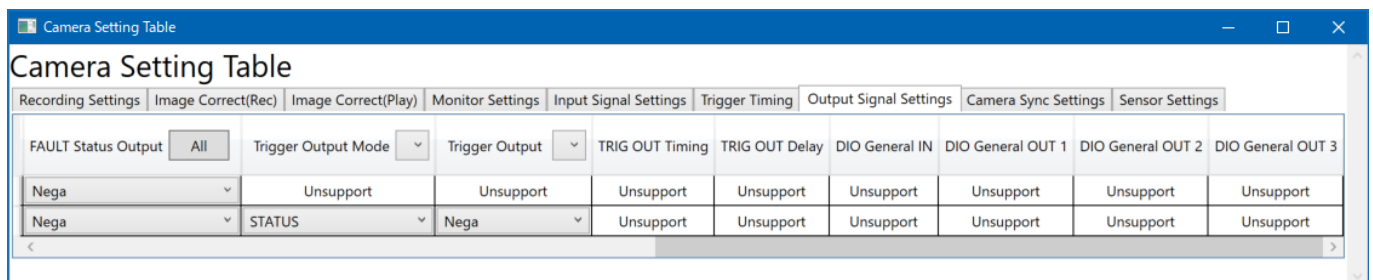 Camera Setting Table
Camera Setting Table
Recording Settings Image Correct(Rec) Image Correct(Play) Monitor Settings Input Signal Settings Trigger Timing Output Signal Settings Camera Sync Settings Sensor Settings
FAULT Status Output All Trigger Output Mode Trigger Output TRIG OUT Timing TRIG OUT Delay DIO General IN DIO General OUT 1 DIO General OUT 2 DIO General OUT 3
Nega Unsupport Unsupport Unsupport Unsupport Unsupport Unsupport Unsupport Unsupport
Nega STATUS Nega Unsupport Unsupport Unsupport Unsupport Unsupport Unsupport